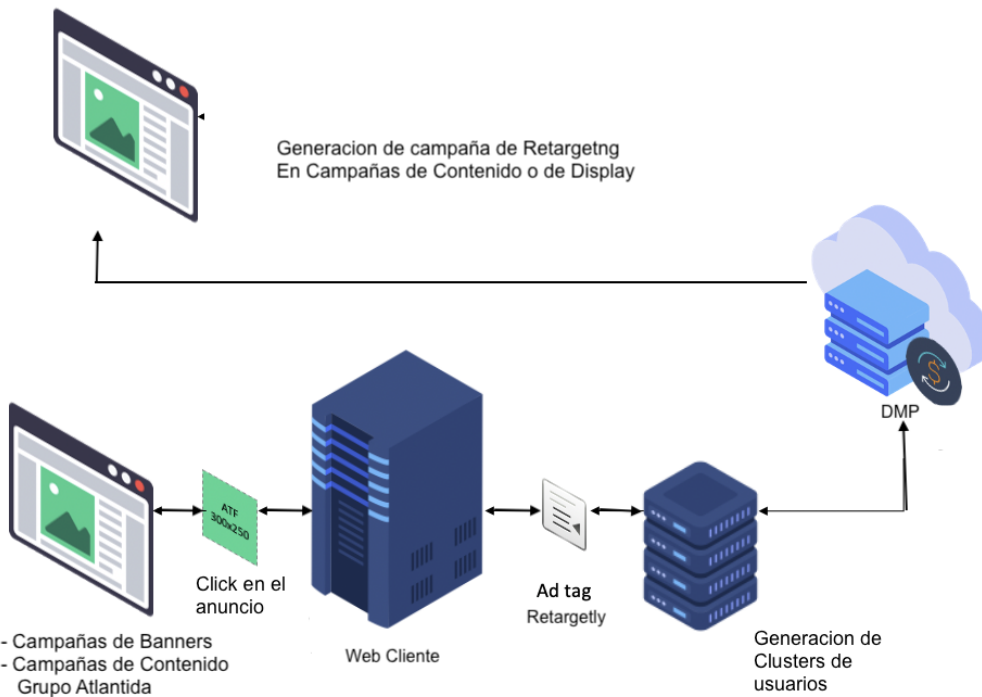 Generacion de campaña de Retargetng
En Campañas de Contenido o de Display
DMP
ATF
300x250
Click en el
anuncio
Ad tag
Retargetly
- Campañas de Banners
- Campañas de Contenido
Grupo Atlantida
Web Cliente
Generacion de
Clusters de
usuarios
$